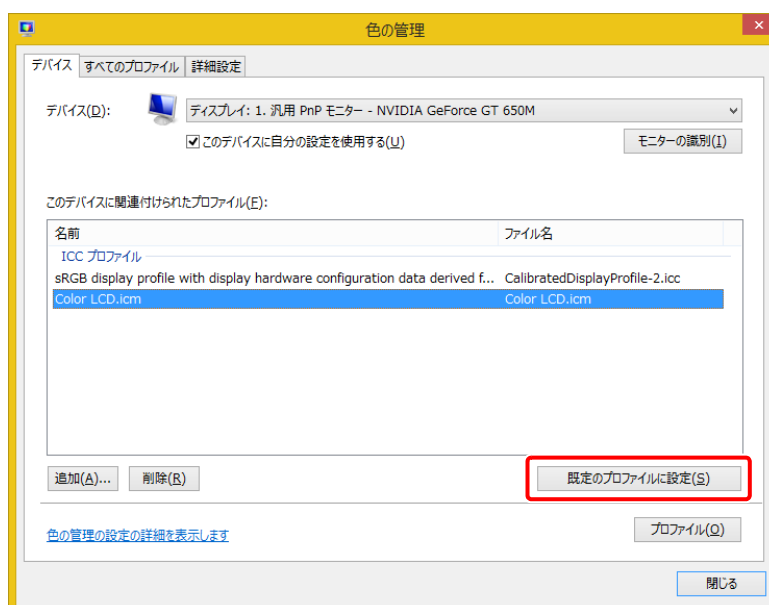 色の管理
デバイス すべてのプロファイル 詳細設定
デバイス(D): ディスプレイ: 1. 汎用 PnP モニター - NVIDIA GeForce GT 650M
このデバイスに自分の設定を使用する(U) モニターの識別(I)
このデバイスに関連付けられたプロファイル(F):
名前 ファイル名
ICC プロファイル
sRGB display profile with display hardware configuration data derived f... CalibratedDisplayProfile-2.icc
Color LCD.icm Color LCD.icm
追加(A)... 削除(R) 既定のプロファイルに設定(S)
色の管理の設定の詳細を表示します プロファイル(O)
閉じる